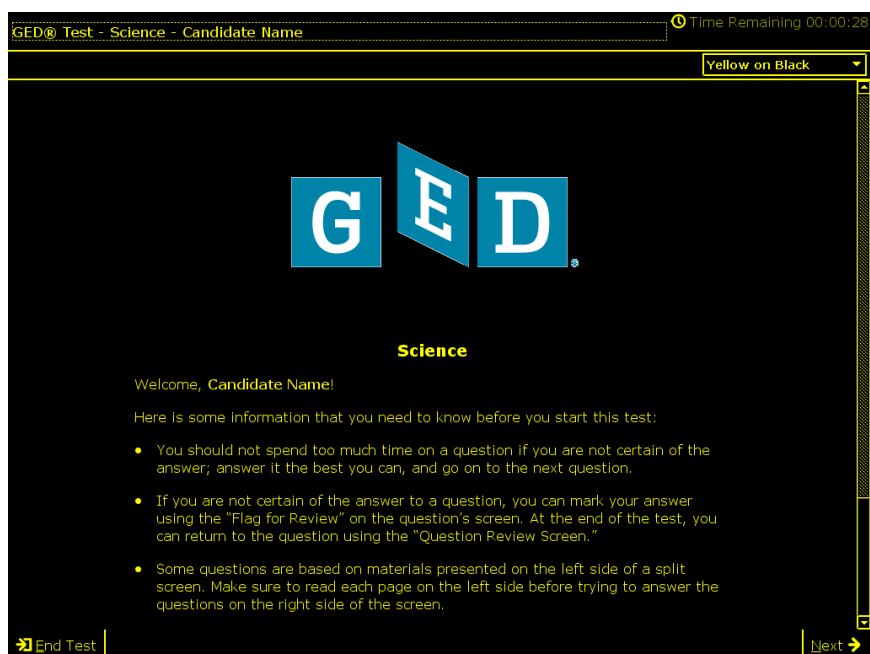 GED® Test - Science - Candidate Name
Time Remaining 00:00:28
Yellow on Black
GED®
Science
Welcome, Candidate Name!
Here is some information that you need to know before you start this test:
• You should not spend too much time on a question if you are not certain of the
answer; answer it the best you can, and go on to the next question.
• If you are not certain of the answer to a question, you can mark your answer
using the “Flag for Review” on the question’s screen. At the end of the test, you
can return to the question using the “Question Review Screen.”
• Some questions are based on materials presented on the left side of a split
screen. Make sure to read each page on the left side before trying to answer the
questions on the right side of the screen.
End Test
Next